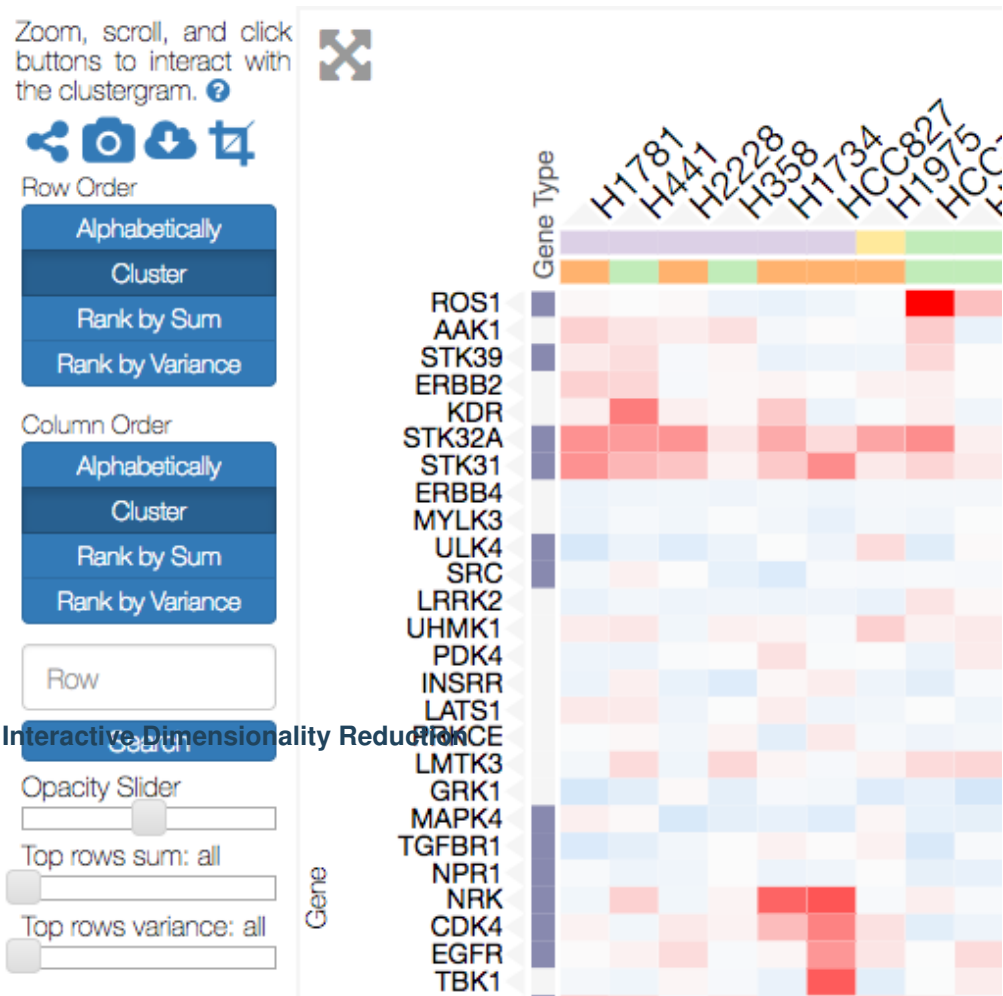 Zoom, scroll, and click
buttons to interact with
the clustergram.
Row Order
Alphabetically
Cluster
Rank by Sum
Rank by Variance
Column Order
Alphabetically
Cluster
Rank by Sum
Rank by Variance
Row
Search
Interactive Dimensionality Reduction
Opacity Slider
Top rows sum: all
Top rows variance: all
Gene
Gene Type
H1781
H441
H2228
H358
H1734
HCC827
H1975
ROS1
AAK1
STK39
ERBB2
KDR
STK32A
STK31
ERBB4
MYLK3
ULK4
SRC
LRRK2
UHMK1
PDK4
INSRR
LATS1
PRKCE
LMTK3
GRK1
MAPK4
TGFBR1
NPR1
NRK
CDK4
EGFR
TBK1